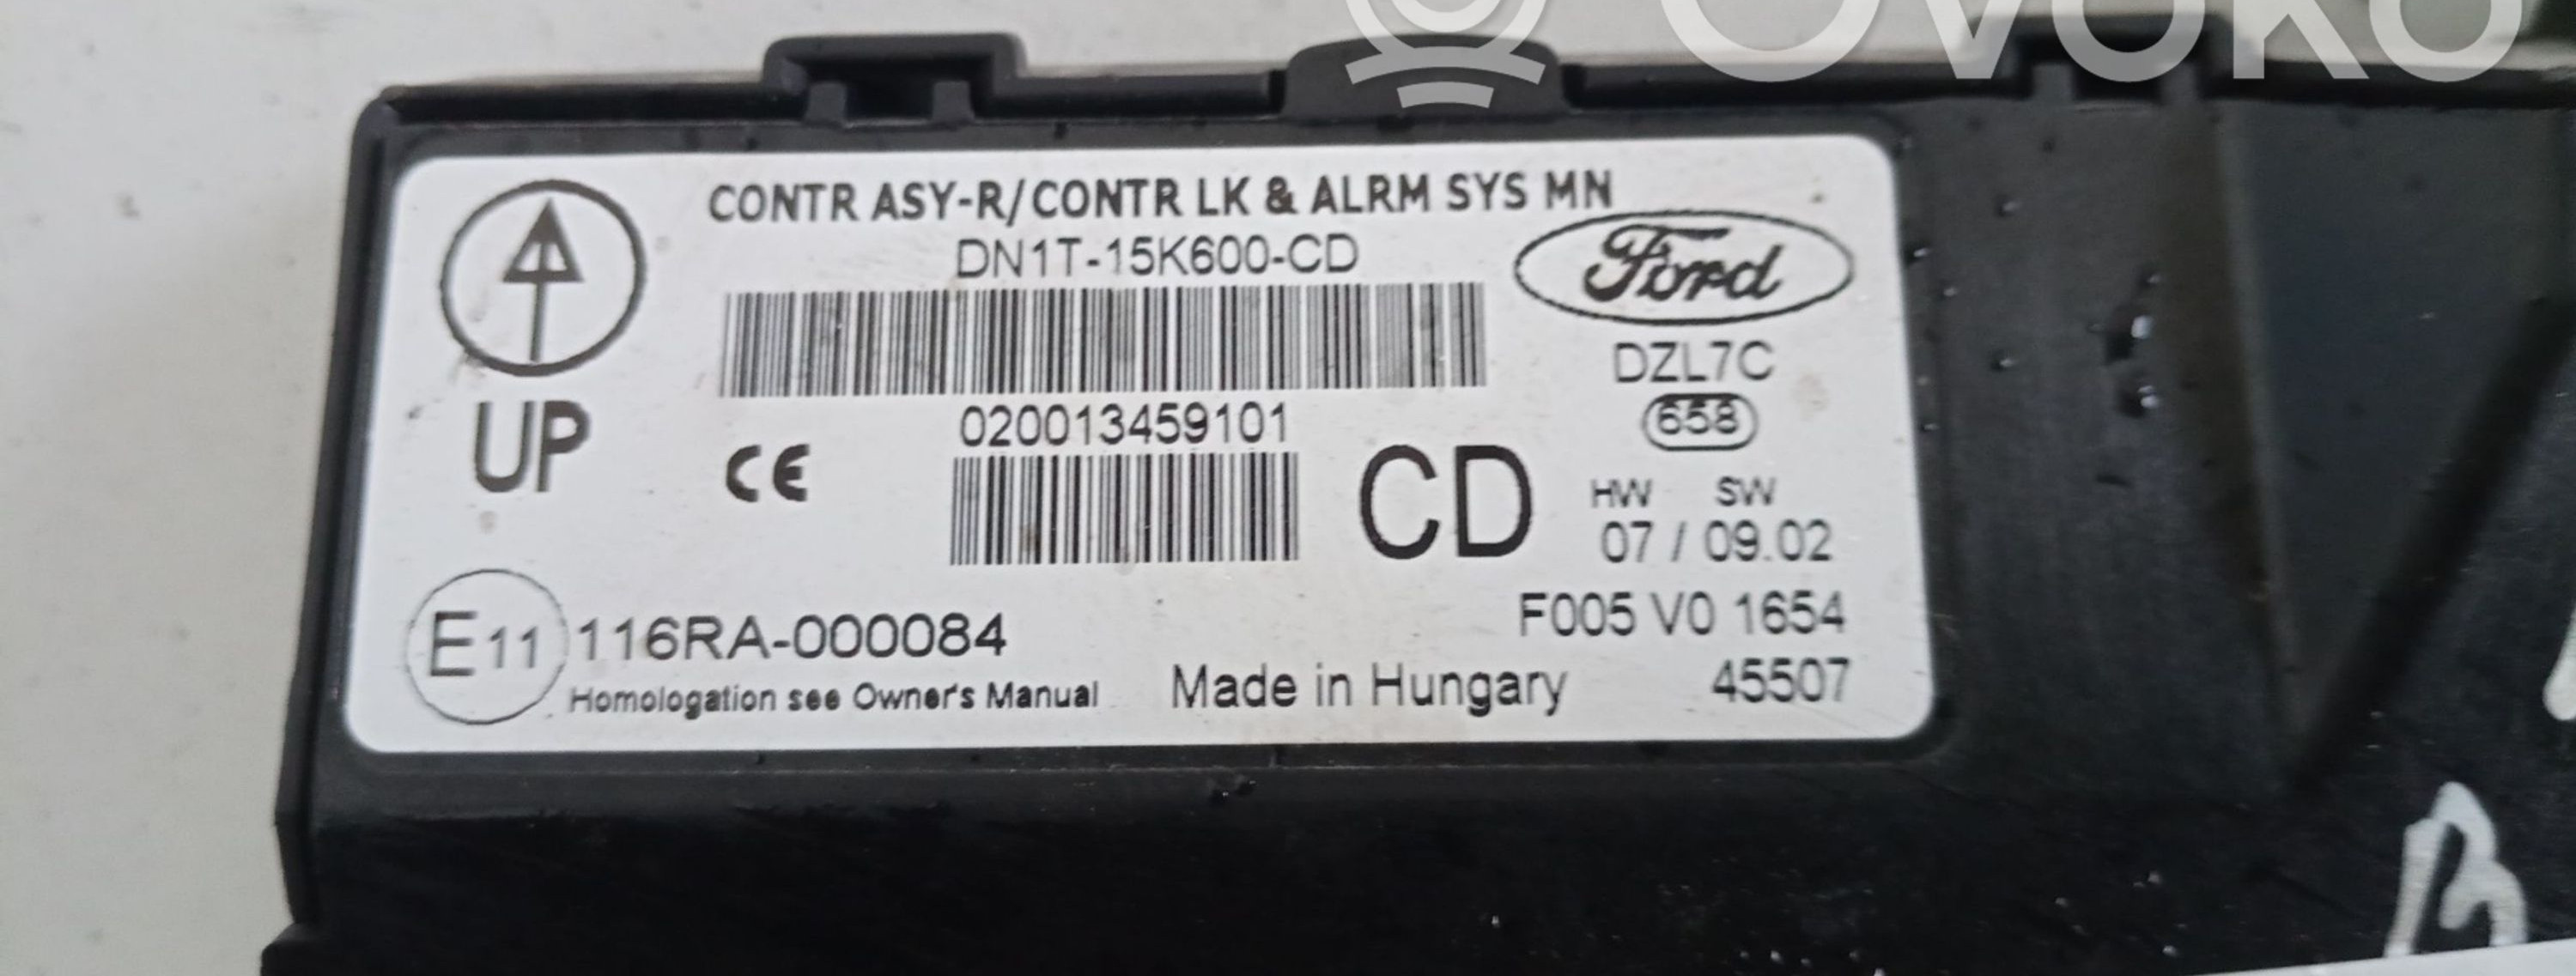 OVOKO
CONTR ASY-R/CONTR LK & ALRM SYS MN
DN1T-15K600-CD
Ford
DZL7C
658
020013459101
UP
CE
CD
HW SW
07 / 09.02
F005 V0 1654
E11 116RA-000084
Homologation see Owner's Manual
Made in Hungary
45507